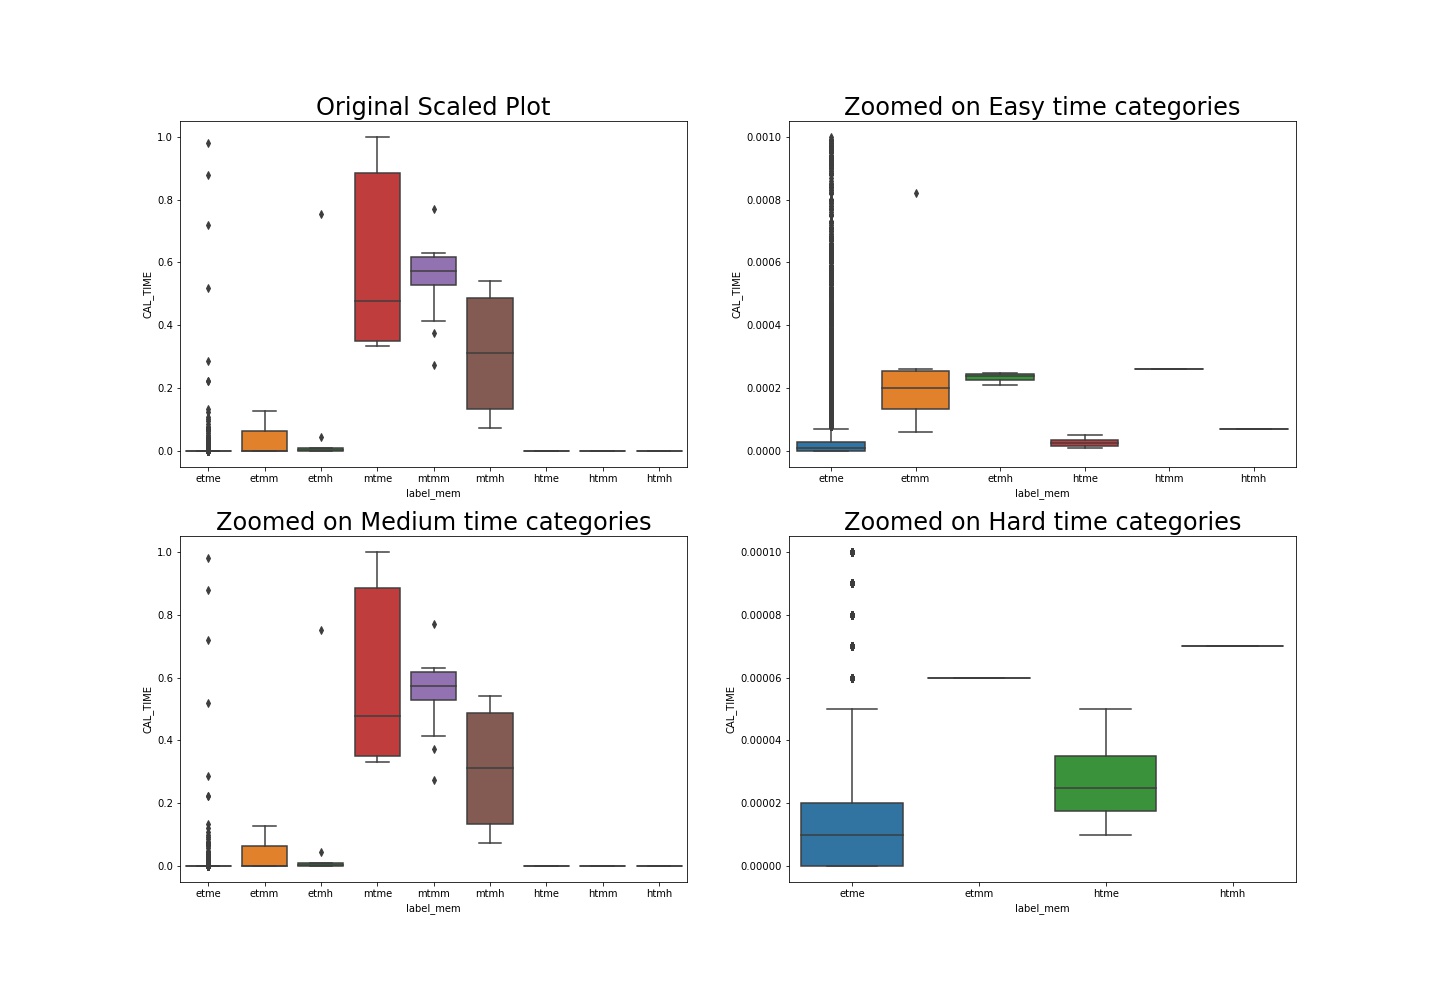 Original Scaled Plot
1.0
0.8
0.6
0.4
0.2
0.0
CAL_TIME
etme etmm etmh mtme mtmm mtmh htme htmm htmh
label_mem
Zoomed on Easy time categories
0.0010
0.0008
0.0006
0.0004
0.0002
0.0000
CAL_TIME
etme etmm etmh htme htmm htmh
label_mem
Zoomed on Medium time categories
1.0
0.8
0.6
0.4
0.2
0.0
CAL_TIME
etme etmm etmh mtme mtmm mtmh htme htmm htmh
label_mem
Zoomed on Hard time categories
0.00010
0.00008
0.00006
0.00004
0.00002
0.00000
CAL_TIME
etme etmm htme htmh
label_mem